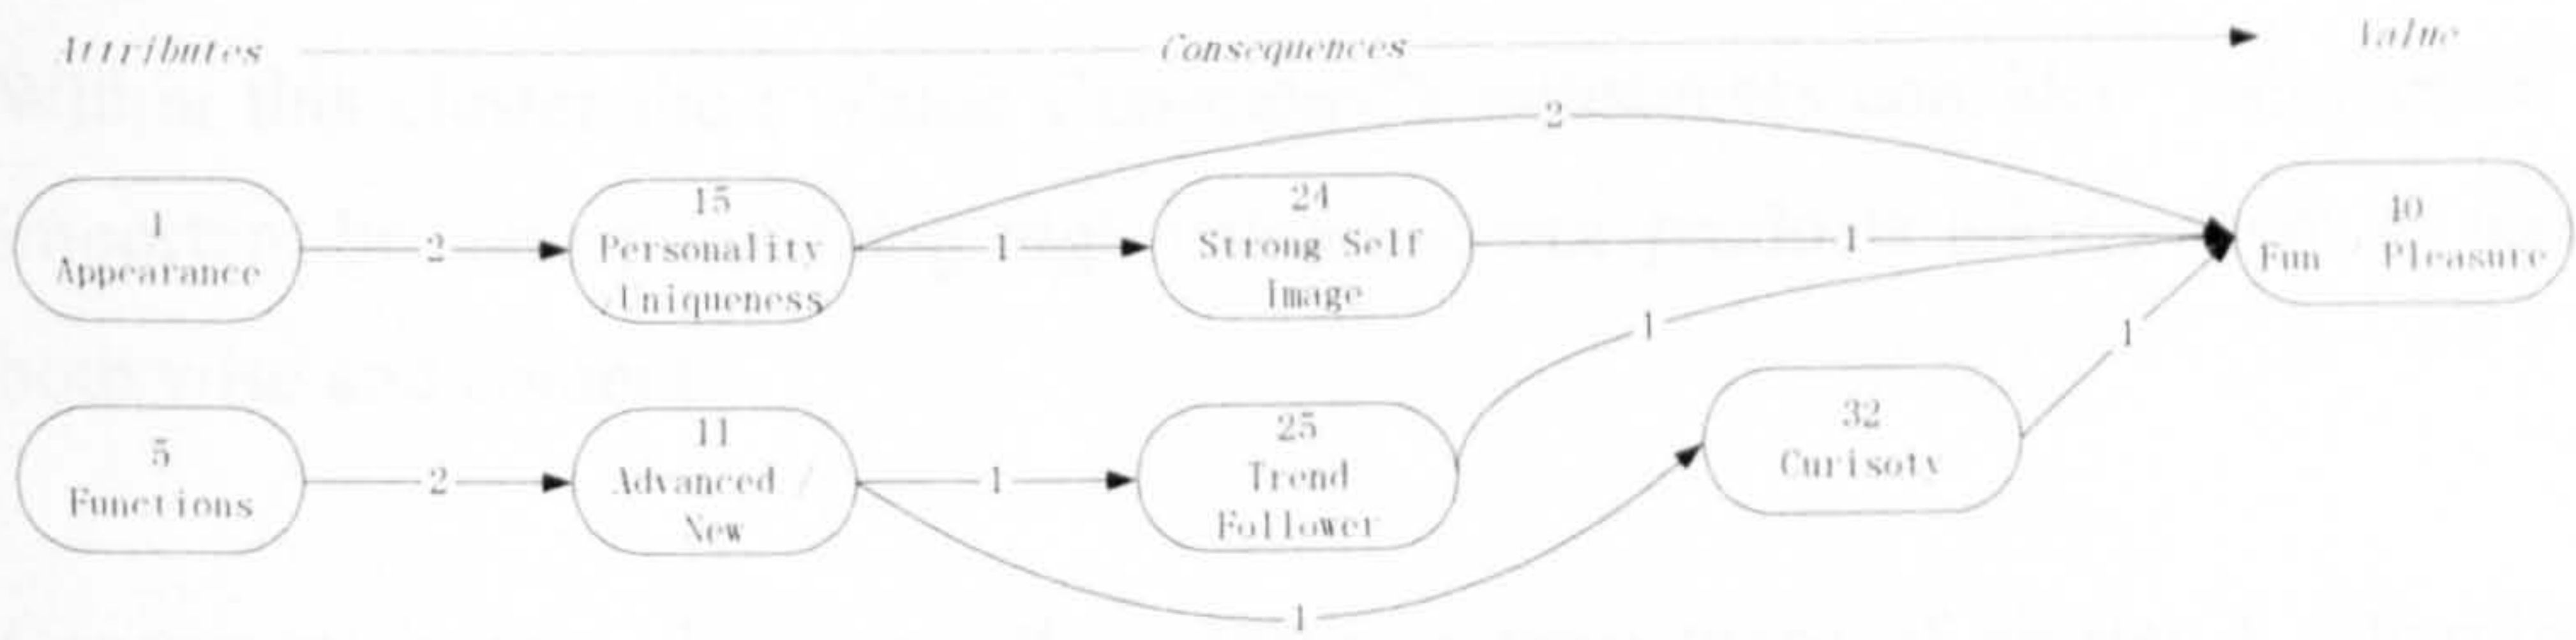 Attributes Consequences Value
2
1
Appearance
2
15
Personality
/Uniqueness
1
24
Strong Self
Image
1
40
Fun / Pleasure
1
1
5
Functions
2
11
Advanced /
New
1
25
Trend
Follower
32
Curisoty
1